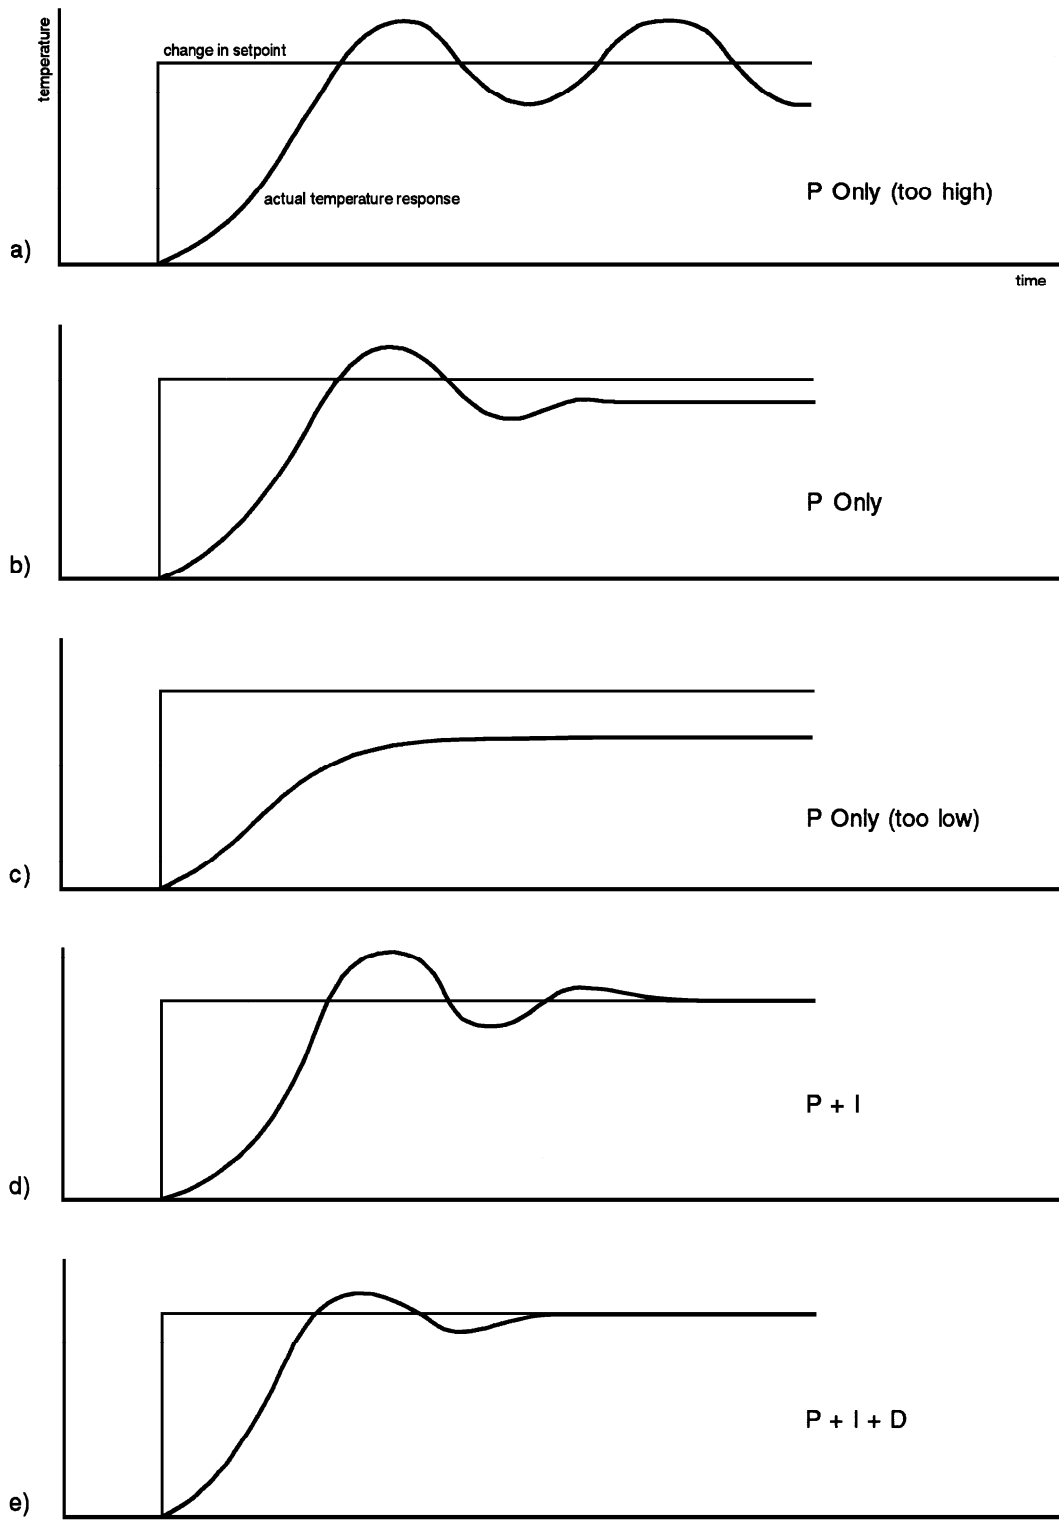 temperature
change in setpoint
actual temperature response
P Only (too high)
a)
time
P Only
b)
P Only (too low)
c)
P + I
d)
P + I + D
e)